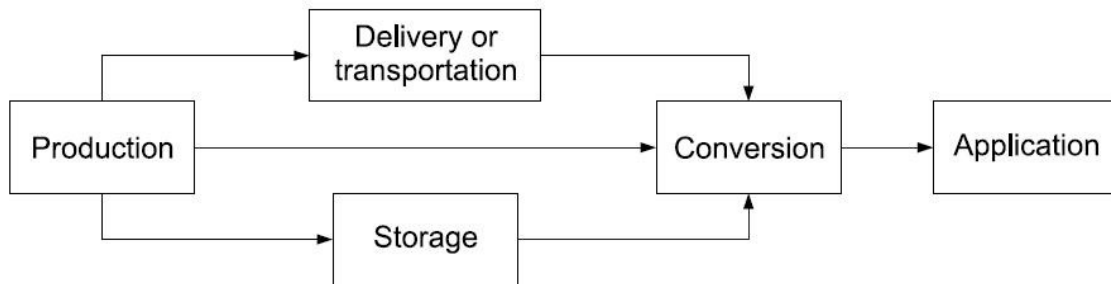 Delivery or
transportation
Production
Conversion
Application
Storage